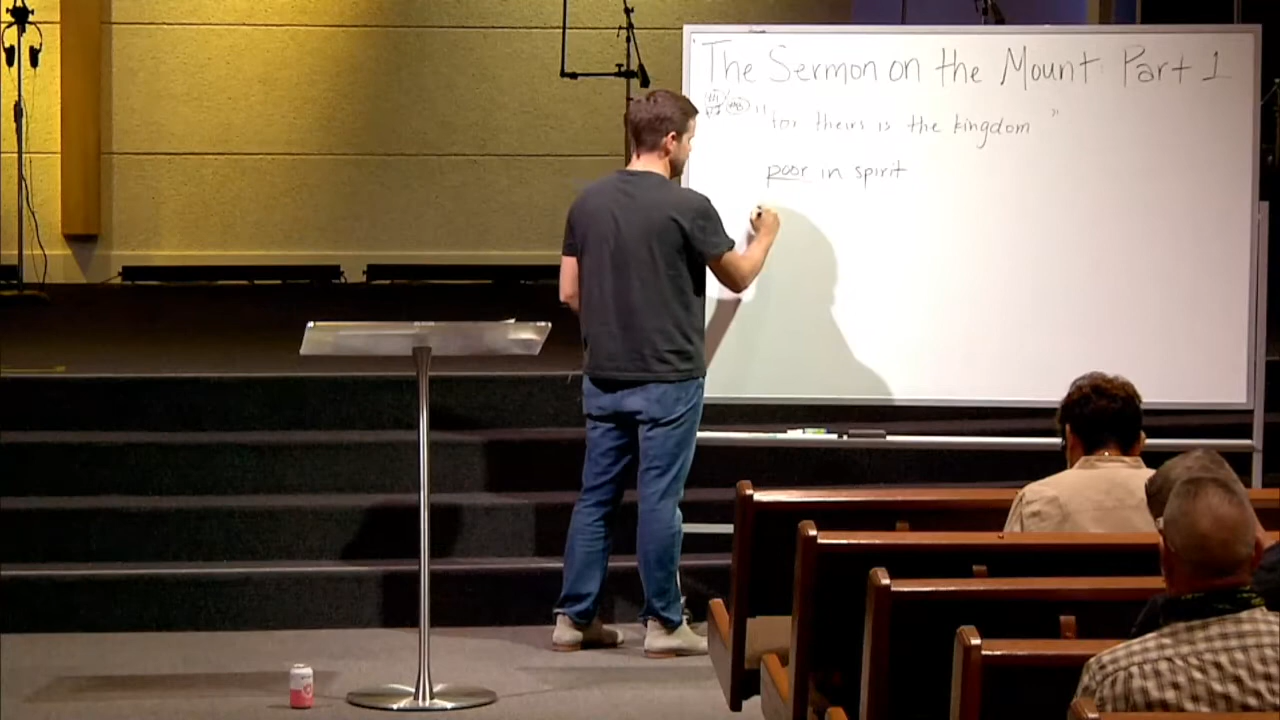 The Sermon on the Mount: Part 1
"for theirs is the kingdom "
poor in spirit